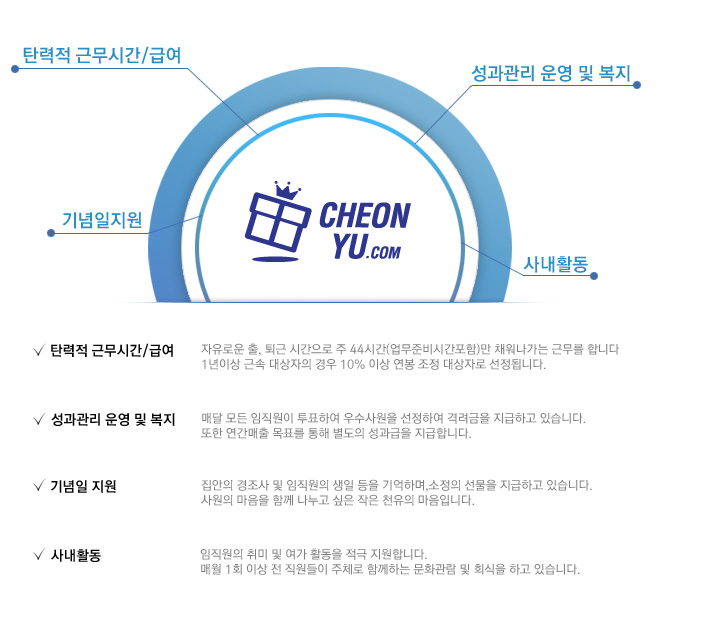 탄력적 근무시간/급여
성과관리 운영 및 복지
기념일지원
CHEON
YU.COM
사내활동
탄력적 근무시간/급여
자유로운 출, 퇴근 시간으로 주 44시간(업무준비시간포함)만 채워나가는 근무를 합니다
1년이상 근속 대상자의 경우 10% 이상 연봉 조정 대상자로 선정됩니다.
성과관리 운영 및 복지
매달 모든 임직원이 투표하여 우수사원을 선정하여 격려금을 지급하고 있습니다.
또한 연간매출 목표를 통해 별도의 성과급을 지급합니다.
기념일 지원
집안의 경조사 및 임직원의 생일 등을 기억하며,소정의 선물을 지급하고 있습니다.
사원의 마음을 함께 나누고 싶은 작은 천유의 마음입니다.
사내활동
임직원의 취미 및 여가 활동을 적극 지원합니다.
매월 1회 이상 전 직원들이 주체로 함께하는 문화관람 및 회식을 하고 있습니다.